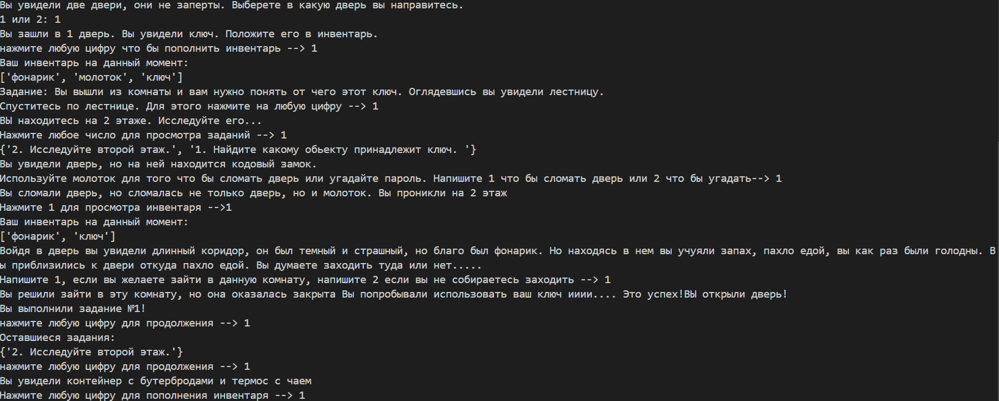 Вы увидели две двери, они не заперты. Выберете в какую дверь вы направитесь.
1 или 2: 1
Вы зашли в 1 дверь. Вы увидели ключ. Положите его в инвентарь.
нажмите любую цифру что бы пополнить инвентарь --> 1
Ваш инвентарь на данный момент:
['фонарик', 'молоток', 'ключ']
Задание: Вы вышли из комнаты и вам нужно понять от чего этот ключ. Оглядевшись вы увидели лестницу.
Спуститесь по лестнице. Для этого нажмите на любую цифру --> 1
ВЫ находитесь на 2 этаже. Исследуйте его...
Нажмите любое число для просмотра заданий --> 1
{'2. Исследуйте второй этаж.', '1. Найдите какому обьекту принадлежит ключ. '}
Вы увидели дверь, но на ней находится кодовый замок.
Используйте молоток для того что бы сломать дверь или угадайте пароль. Напишите 1 что бы сломать дверь или 2 что бы угадать--> 1
Вы сломали дверь, но сломалась не только дверь, но и молоток. Вы проникли на 2 этаж
Нажмите 1 для просмотра инвентаря -->1
Ваш инвентарь на данный момент:
['фонарик', 'ключ']
Войдя в дверь вы увидели длинный коридор, он был темный и страшный, но благо был фонарик. Но находясь в нем вы учуяли запах, пахло едой, вы как раз были голодны. В
ы приблизились к двери откуда пахло едой. Вы думаете заходить туда или нет.....
Напишите 1, если вы желаете зайти в данную комнату, напишите 2 если вы не собираетесь заходить --> 1
Вы решили зайти в эту комнату, но она оказалась закрыта Вы попробывали использовать ваш ключ ииии.... Это успех!ВЫ открыли дверь!
Вы выполнили задание №1!
нажмите любую цифру для продолжения --> 1
Оставшиеся задания:
{'2. Исследуйте второй этаж.'}
нажмите любую цифру для продолжения --> 1
Вы увидели контейнер с бутербродами и термос с чаем
Нажмите любую цифру для пополнения инвентаря --> 1